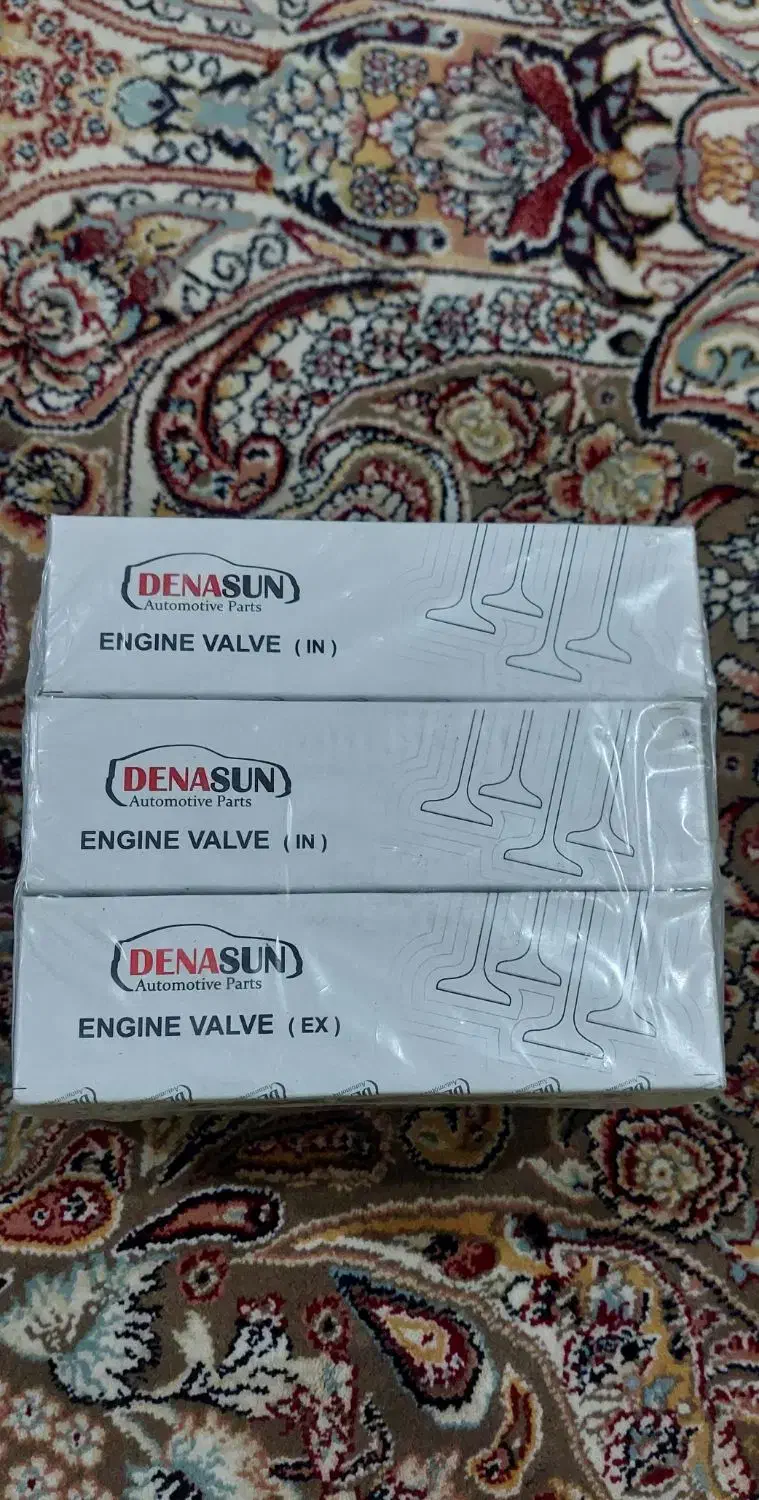 DENASUN
Automotive Parts
ENGINE VALVE ( IN )
DENASUN
Automotive Parts
ENGINE VALVE ( IN )
DENASUN
Automotive Parts
ENGINE VALVE ( EX )